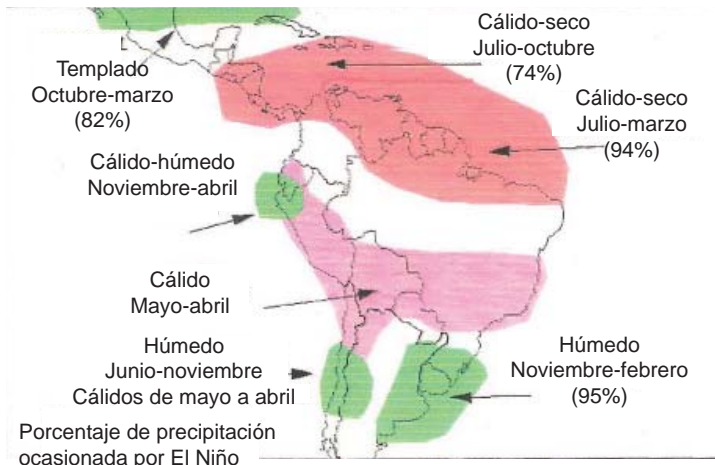 Cálido-seco
Julio-octubre
(74%)
Templado
Octubre-marzo
(82%)
Cálido-seco
Julio-marzo
(94%)
Cálido-húmedo
Noviembre-abril
Cálido
Mayo-abril
Húmedo
Junio-noviembre
Cálidos de mayo a abril
Húmedo
Noviembre-febrero
(95%)
Porcentaje de precipitación
ocasionada por El Niño